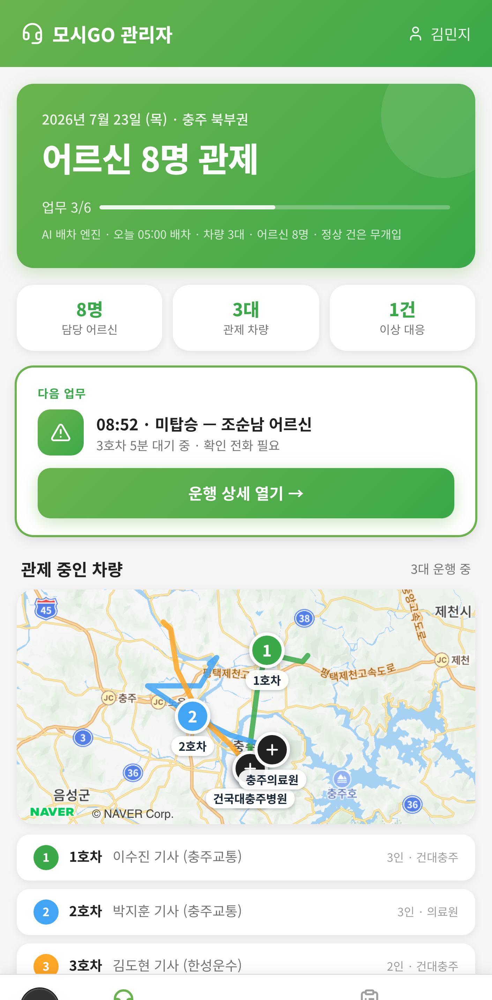 모시GO 관리자
김민지
2026년 7월 23일 (목) · 충주 북부권
어르신 8명 관제
업무 3/6
AI 배차 엔진 · 오늘 05:00 배차 · 차량 3대 · 어르신 8명 · 정상 건은 무개입
8명
담당 어르신
3대
관제 차량
1건
이상 대응
다음 업무
08:52 · 미탑승 — 조순남 어르신
3호차 5분 대기 중 · 확인 전화 필요
운행 상세 열기 →
관제 중인 차량
3대 운행 중
45
38
중앙고속도로
제천시
1
JC 제천
평택제천고
평택제천고속도로
1호차
JC 충주
JC
2
3
2호차
36
충주의료원
충주호
음성군
건국대충주병원
36
NAVER
© NAVER Corp.
1 1호차 이수진 기사 (충주교통) 3인 · 건대충주
2 2호차 박지훈 기사 (충주교통) 3인 · 의료원
3 3호차 김도현 기사 (한성운수) 2인 · 건대충주